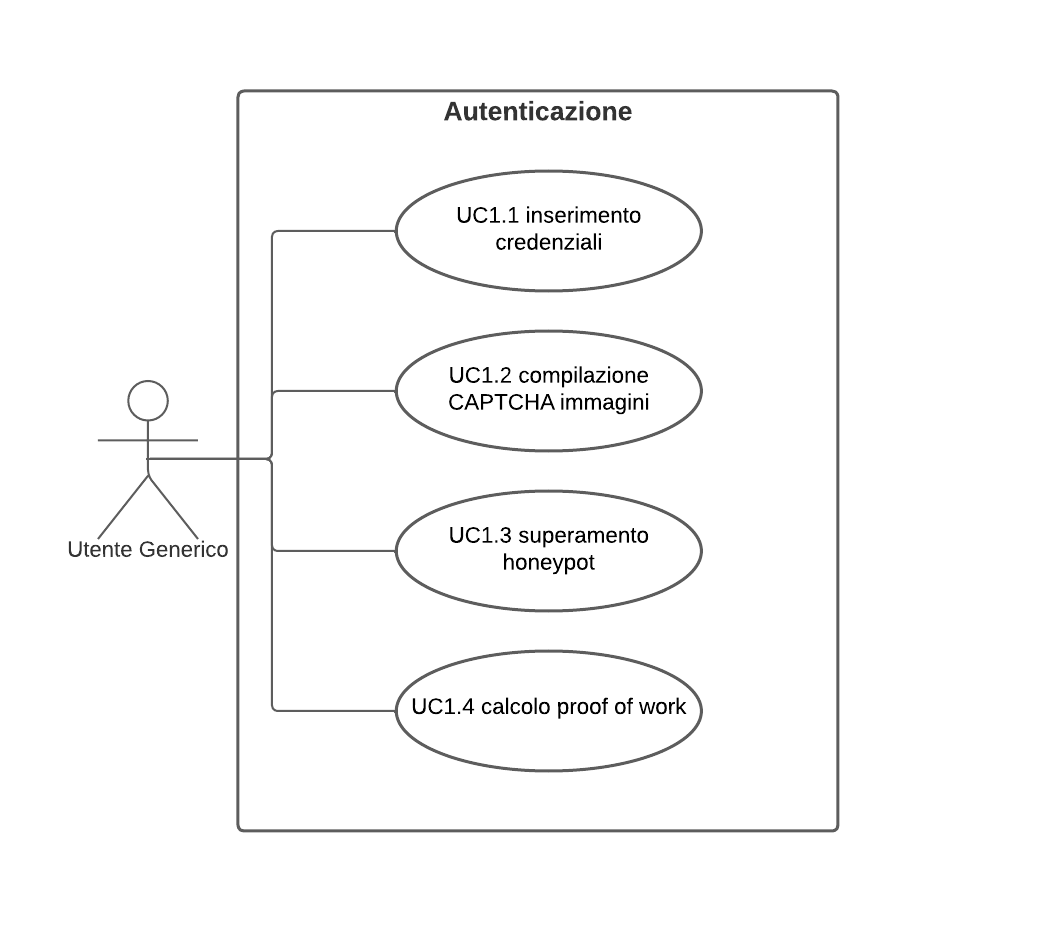 Autenticazione
UC1.1 inserimento
credenziali
UC1.2 compilazione
CAPTCHA immagini
UC1.3 superamento
honeypot
Utente Generico
UC1.4 calcolo proof of work